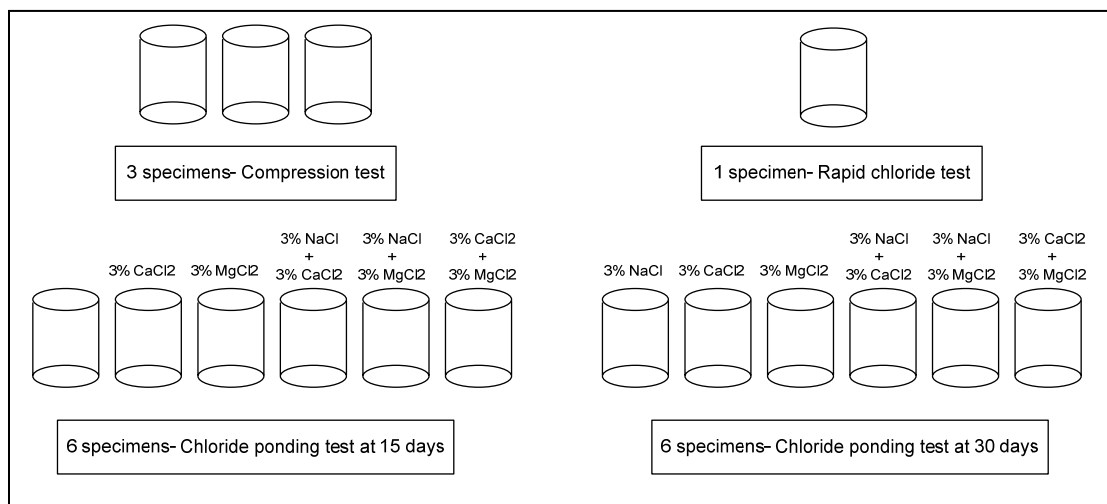 3 specimens- Compression test
1 specimen- Rapid chloride test
3% CaCl2
3% MgCl2
3% NaCl
+
3% CaCl2
3% NaCl
+
3% MgCl2
3% CaCl2
+
3% MgCl2
3% NaCl
3% CaCl2
3% MgCl2
3% NaCl
+
3% CaCl2
3% NaCl
+
3% MgCl2
3% CaCl2
+
3% MgCl2
6 specimens- Chloride ponding test at 15 days
6 specimens- Chloride ponding test at 30 days